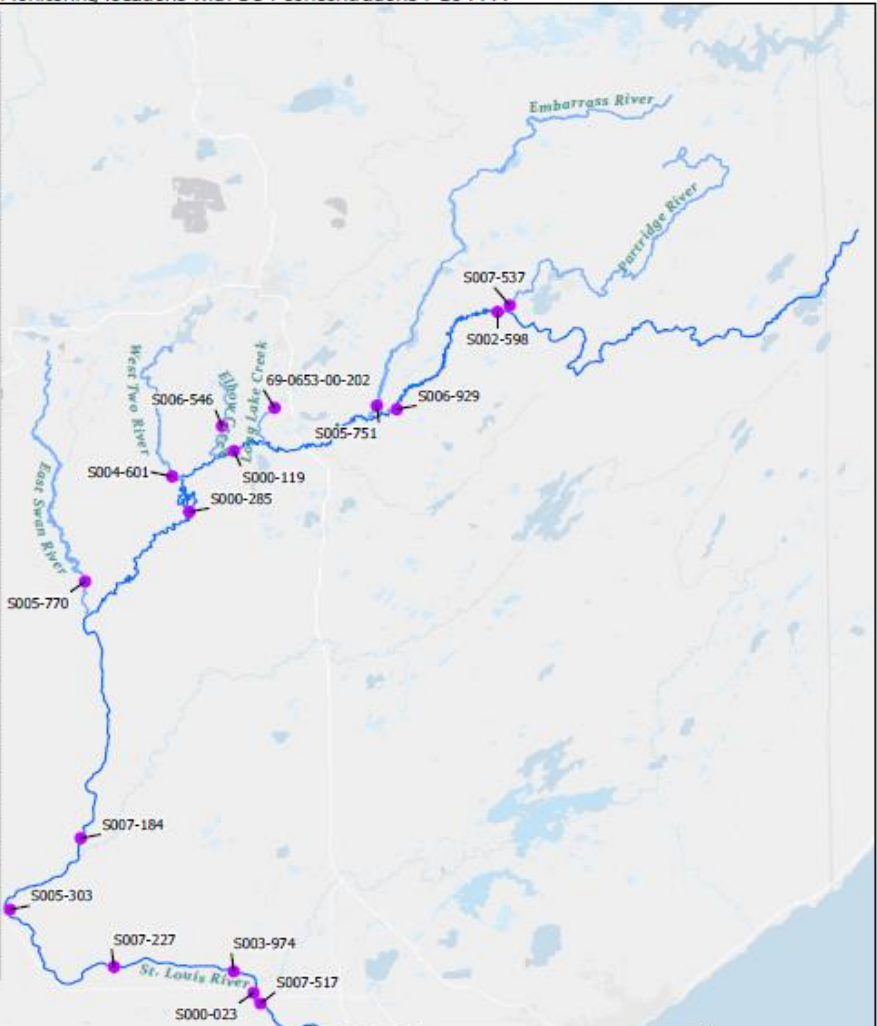 Embarrass River
Partridge River
S007-537
S002-598
69-0653-00-202
S006-929
S006-546
S005-751
West Two River
Elbow Creek
Long Lake Creek
S004-601
S000-119
S000-285
East Swan River
S005-770
S007-184
S005-303
S007-227
S003-974
St. Louis River
S007-517
S000-023